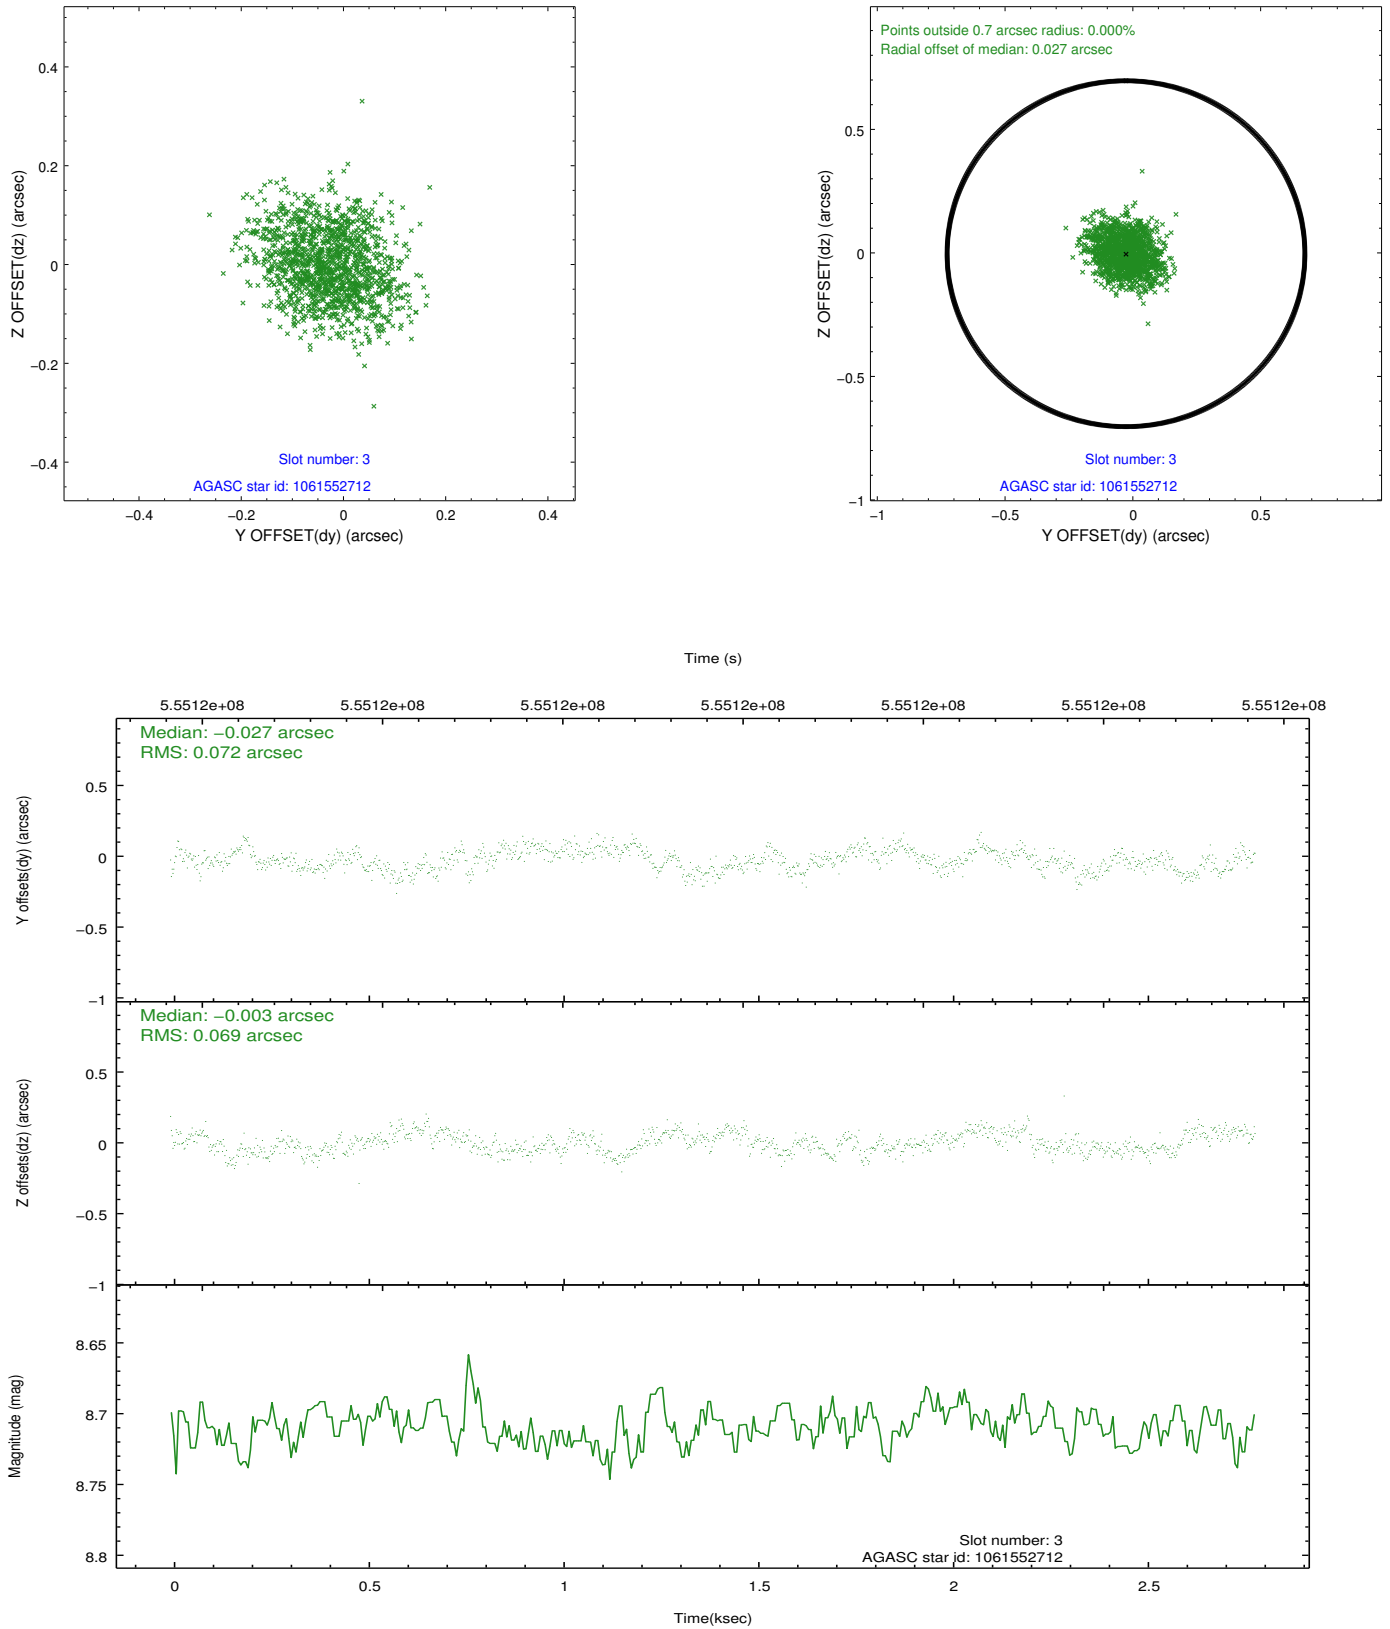 0.4
0.2
0
−0.2
−0.4
Z OFFSET(dz) (arcsec)
Slot number: 3
AGASC star id: 1061552712
−0.4 −0.2 0 0.2 0.4
Y OFFSET(dy) (arcsec)
Points outside 0.7 arcsec radius: 0.000%
Radial offset of median: 0.027 arcsec
0.5
0
−0.5
−1
Z OFFSET(dz) (arcsec)
Slot number: 3
AGASC star id: 1061552712
−1 −0.5 0 0.5
Y OFFSET(dy) (arcsec)
Time (s)
5.5512e+08 5.5512e+08 5.5512e+08 5.5512e+08 5.5512e+08 5.5512e+08 5.5512e+08
Median: −0.027 arcsec
RMS: 0.072 arcsec
0.5
0
−0.5
−1
Y offsets(dy) (arcsec)
Median: −0.003 arcsec
RMS: 0.069 arcsec
0.5
0
−0.5
−1
Z offsets(dz) (arcsec)
8.65
8.7
8.75
8.8
Magnitude (mag)
Slot number: 3
AGASC star id: 1061552712
0 0.5 1 1.5 2 2.5
Time(ksec)